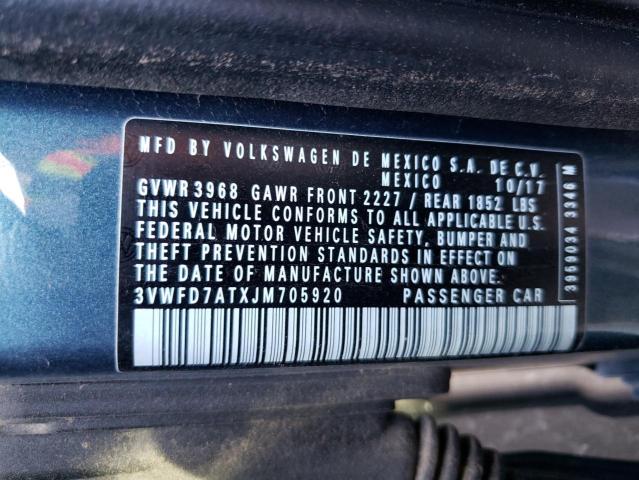 MFD BY VOLKSWAGEN DE MEXICO S.A. DE C.V.
MEXICO 10/17
GVWR 3968 GAWR FRONT 2227 / REAR 1852 LBS
THIS VEHICLE CONFORMS TO ALL APPLICABLE U.S.
FEDERAL MOTOR VEHICLE SAFETY, BUMPER AND
THEFT PREVENTION STANDARDS IN EFFECT ON
THE DATE OF MANUFACTURE SHOWN ABOVE.
3VWFD7ATXJM705920 PASSENGER CAR
3959034 3346 M